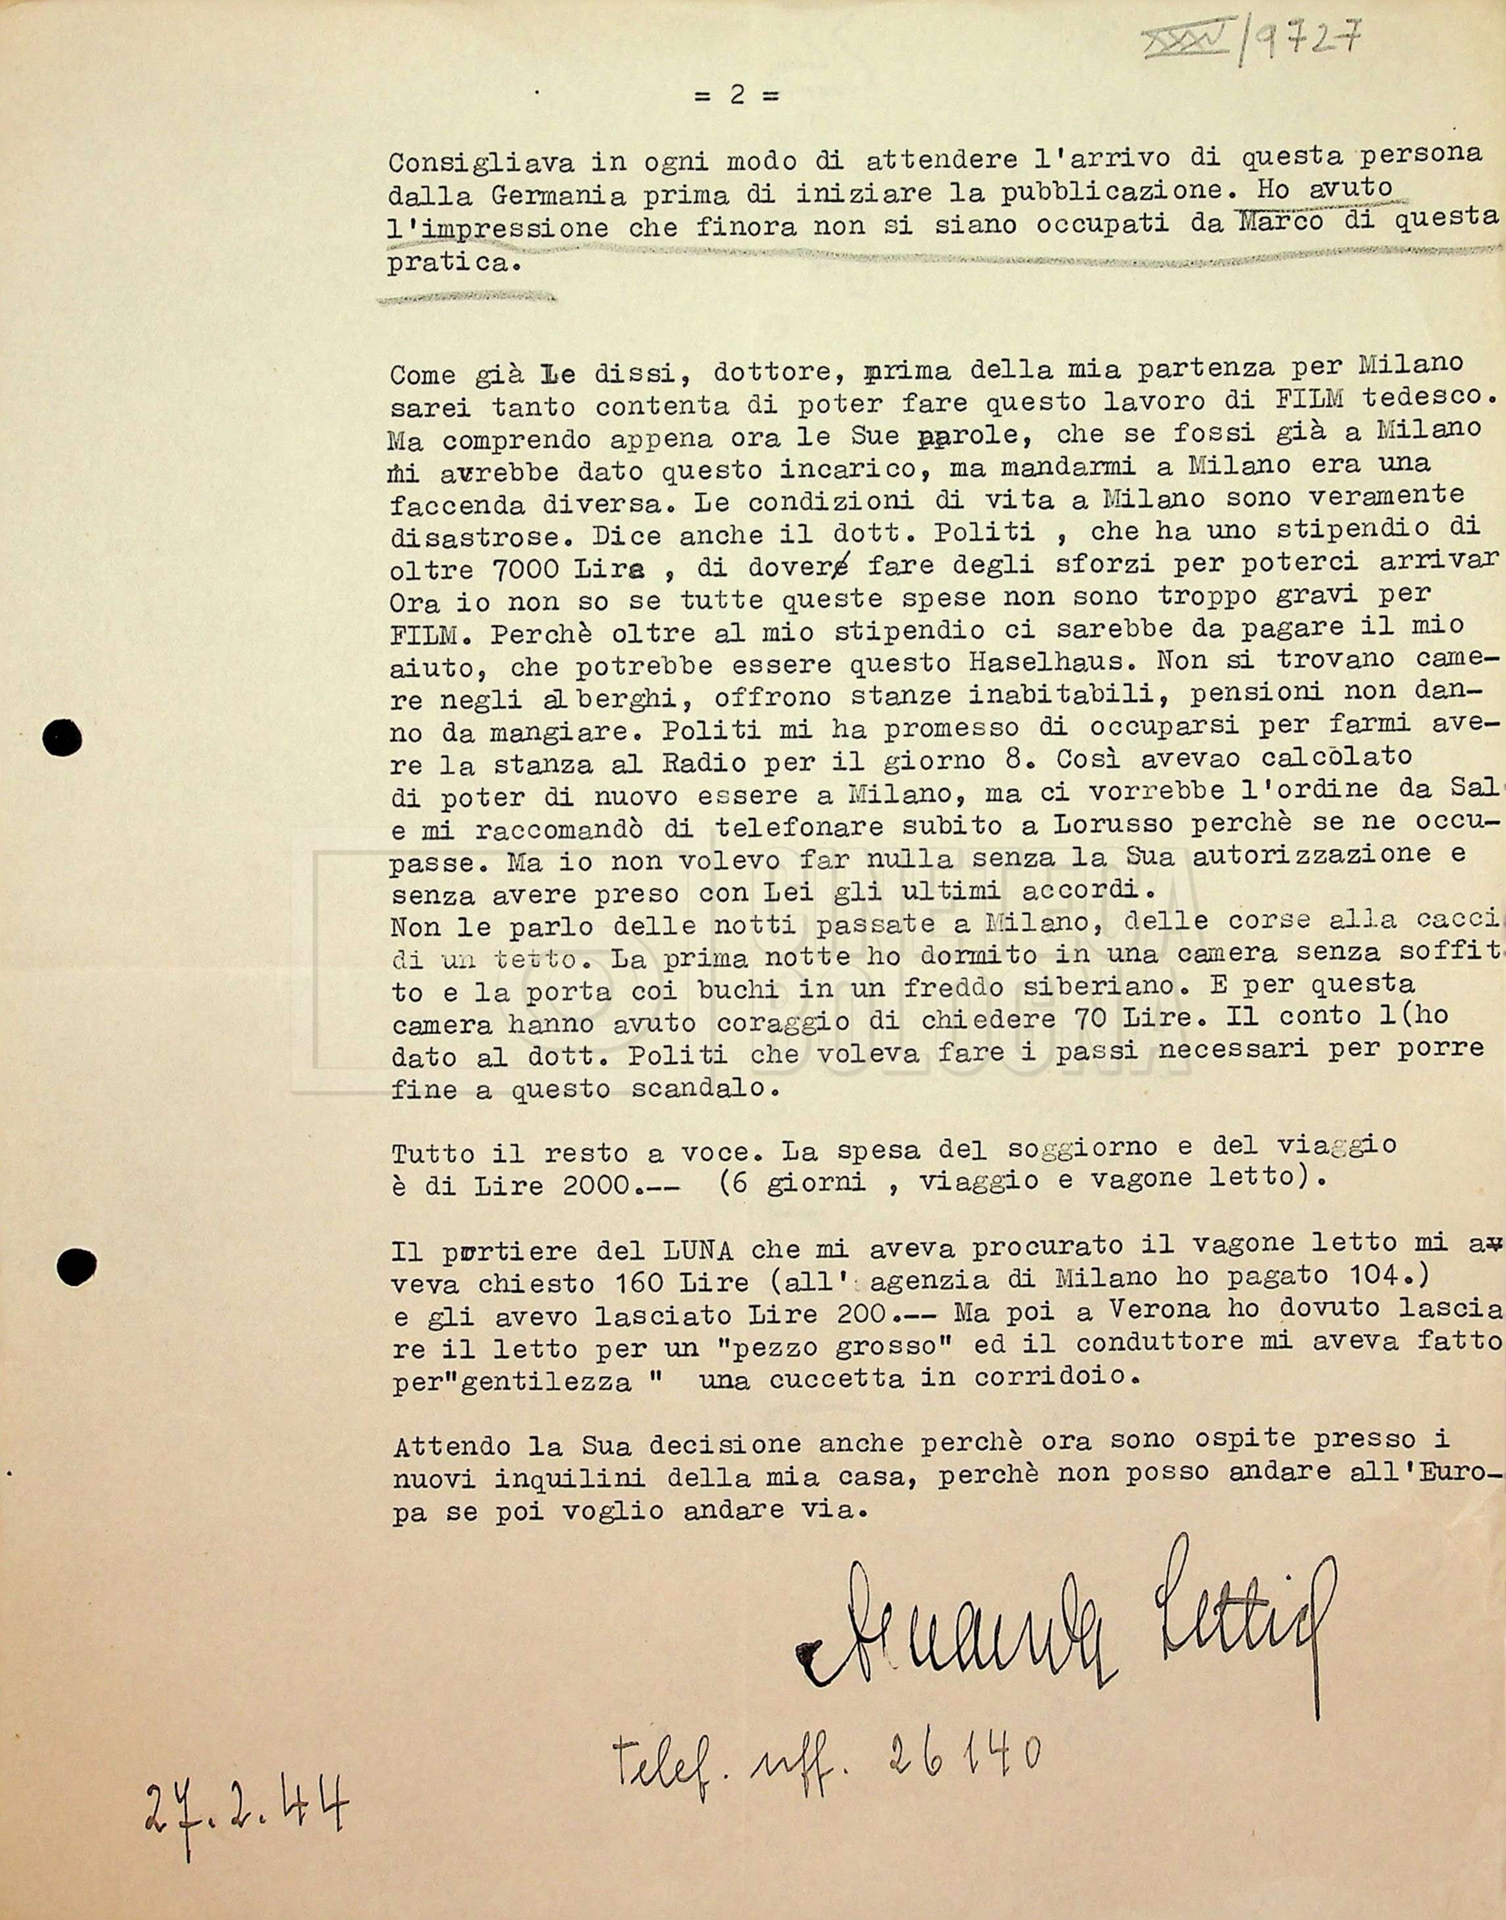 XXXV/9727
= 2 =
Consigliava in ogni modo di attendere l'arrivo di questa persona
dalla Germania prima di iniziare la pubblicazione. Ho avuto
l'impressione che finora non si siano occupati da Marco di questa
pratica.
Come già Le dissi, dottore, prima della mia partenza per Milano
sarei tanto contenta di poter fare questo lavoro di FILM tedesco.
Ma comprendo appena ora le Sue parole, che se fossi già a Milano
mi avrebbe dato questo incarico, ma mandarmi a Milano era una
faccenda diversa. Le condizioni di vita a Milano sono veramente
disastrose. Dice anche il dott. Politi , che ha uno stipendio di
oltre 7000 Lire , di dover fare degli sforzi per poterci arrivar
Ora io non so se tutte queste spese non sono troppo gravi per
FILM. Perchè oltre al mio stipendio ci sarebbe da pagare il mio
aiuto, che potrebbe essere questo Haselhaus. Non si trovano came-
re negli alberghi, offrono stanze inabitabili, pensioni non dan-
no da mangiare. Politi mi ha promesso di occuparsi per farmi ave-
re la stanza al Radio per il giorno 8. Così avevao calcolato
di poter di nuovo essere a Milano, ma ci vorrebbe l'ordine da Sal
e mi raccomandò di telefonare subito a Lorusso perchè se ne occu-
passe. Ma io non volevo far nulla senza la Sua autorizzazione e
senza avere preso con Lei gli ultimi accordi.
Non le parlo delle notti passate a Milano, delle corse alla cacci
di un tetto. La prima notte ho dormito in una camera senza soffit
to e la porta coi buchi in un freddo siberiano. E per questa
camera hanno avuto coraggio di chiedere 70 Lire. Il conto l(ho
dato al dott. Politi che voleva fare i passi necessari per porre
fine a questo scandalo.
Tutto il resto a voce. La spesa del soggiorno e del viaggio
è di Lire 2000.-- (6 giorni , viaggio e vagone letto).
Il portiere del LUNA che mi aveva procurato il vagone letto mi a
veva chiesto 160 Lire (all' agenzia di Milano ho pagato 104.)
e gli avevo lasciato Lire 200.-- Ma poi a Verona ho dovuto lascia
re il letto per un "pezzo grosso" ed il conduttore mi aveva fatto
per"gentilezza " una cuccetta in corridoio.
Attendo la Sua decisione anche perchè ora sono ospite presso i
nuovi inquilini della mia casa, perchè non posso andare all'Euro-
pa se poi voglio andare via.
telef. uff. 26140
27.2.44
BOLOGNA